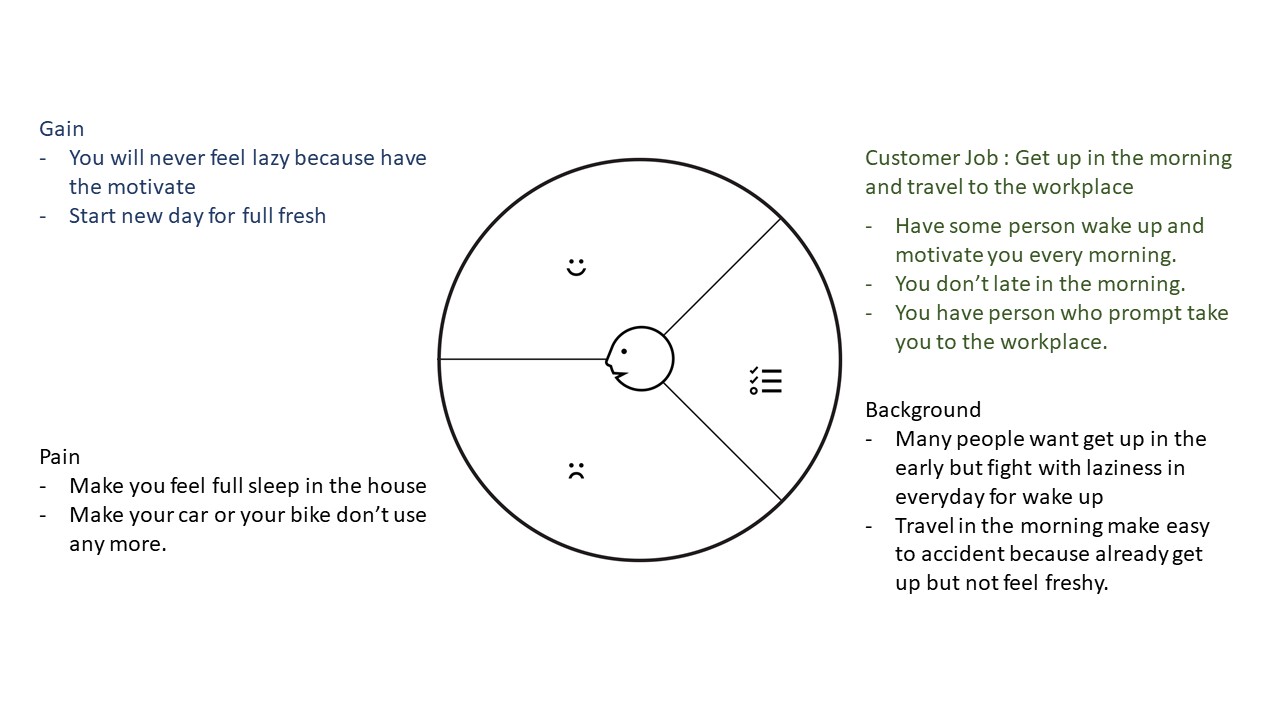 Gain
- You will never feel lazy because have
the motivate
- Start new day for full fresh
Pain
- Make you feel full sleep in the house
- Make your car or your bike don’t use
any more.
Customer Job : Get up in the morning
and travel to the workplace
- Have some person wake up and
motivate you every morning.
- You don’t late in the morning.
- You have person who prompt take
you to the workplace.
Background
- Many people want get up in the
early but fight with laziness in
everyday for wake up
- Travel in the morning make easy
to accident because already get
up but not feel freshy.